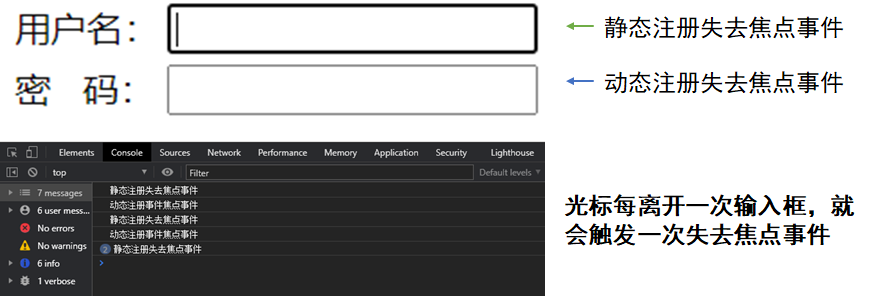 用户名：
静态注册失去焦点事件
密 码：
动态注册失去焦点事件
Elements Console Sources Network Performance Memory Application Security Lighthouse
top Filter Default levels
7 messages
6 user mess...
No errors
No warnings
6 info
1 verbose
静态注册失去焦点事件
动态注册事件焦点事件
静态注册失去焦点事件
动态注册事件焦点事件
2 静态注册失去焦点事件
光标每离开一次输入框，就
会触发一次失去焦点事件